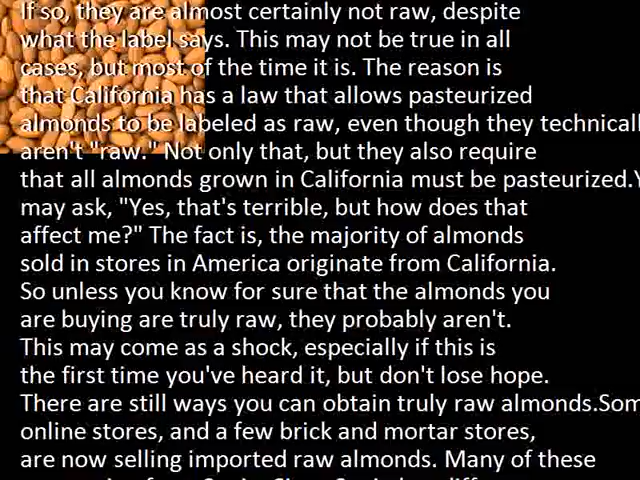 If so, they are almost certainly not raw, despite
what the label says. This may not be true in all
cases, but most of the time it is. The reason is
that California has a law that allows pasteurized
almonds to be labeled as raw, even though they technicall
aren't "raw." Not only that, but they also require
that all almonds grown in California must be pasteurized.Y
may ask, "Yes, that's terrible, but how does that
affect me?" The fact is, the majority of almonds
sold in stores in America originate from California.
So unless you know for sure that the almonds you
are buying are truly raw, they probably aren't.
This may come as a shock, especially if this is
the first time you've heard it, but don't lose hope.
There are still ways you can obtain truly raw almonds.Som
online stores, and a few brick and mortar stores,
are now selling imported raw almonds. Many of these